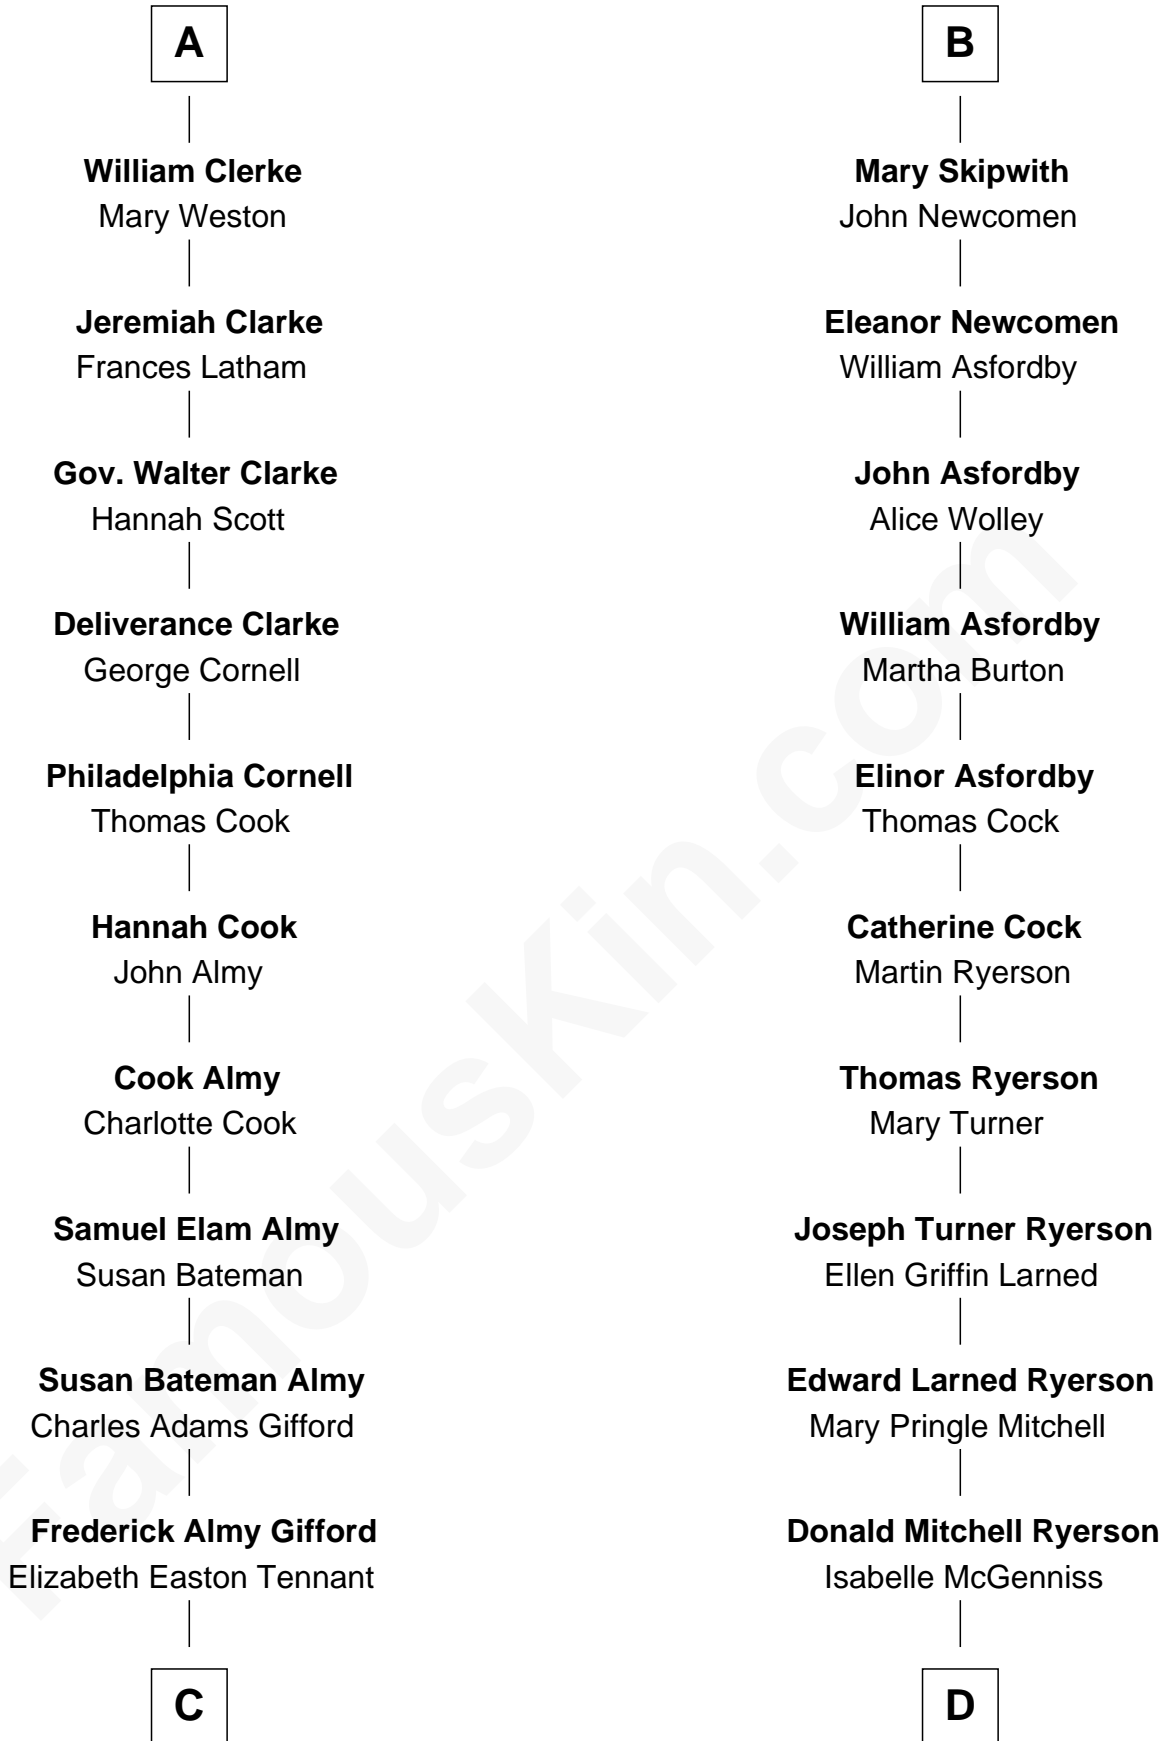 A
William Clerke
Mary Weston
Jeremiah Clarke
Frances Latham
Gov. Walter Clarke
Hannah Scott
Deliverance Clarke
George Cornell
Philadelphia Cornell
Thomas Cook
Hannah Cook
John Almy
Cook Almy
Charlotte Cook
Samuel Elam Almy
Susan Bateman
Susan Bateman Almy
Charles Adams Gifford
Frederick Almy Gifford
Elizabeth Easton Tennant
C
B
Mary Skipwith
John Newcomen
Eleanor Newcomen
William Asfordby
John Asfordby
Alice Wolley
William Asfordby
Martha Burton
Elinor Asfordby
Thomas Cock
Catherine Cock
Martin Ryerson
Thomas Ryerson
Mary Turner
Joseph Turner Ryerson
Ellen Griffin Larned
Edward Larned Ryerson
Mary Pringle Mitchell
Donald Mitchell Ryerson
Isabelle McGenniss
D
FamousKin.com